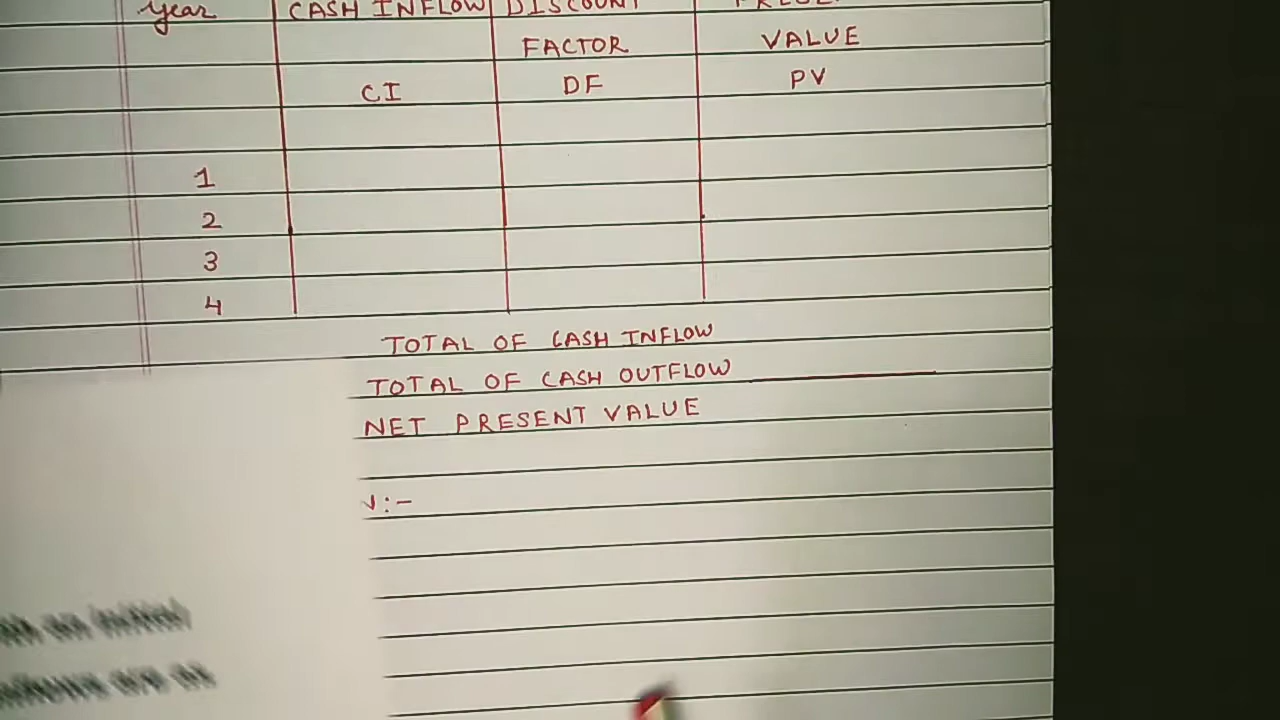 Year CASH INFLOW DISCOUNT
FACTOR VALUE
CI DF PV
1
2
3
4
TOTAL OF CASH INFLOW
TOTAL OF CASH OUTFLOW
NET PRESENT VALUE
:-